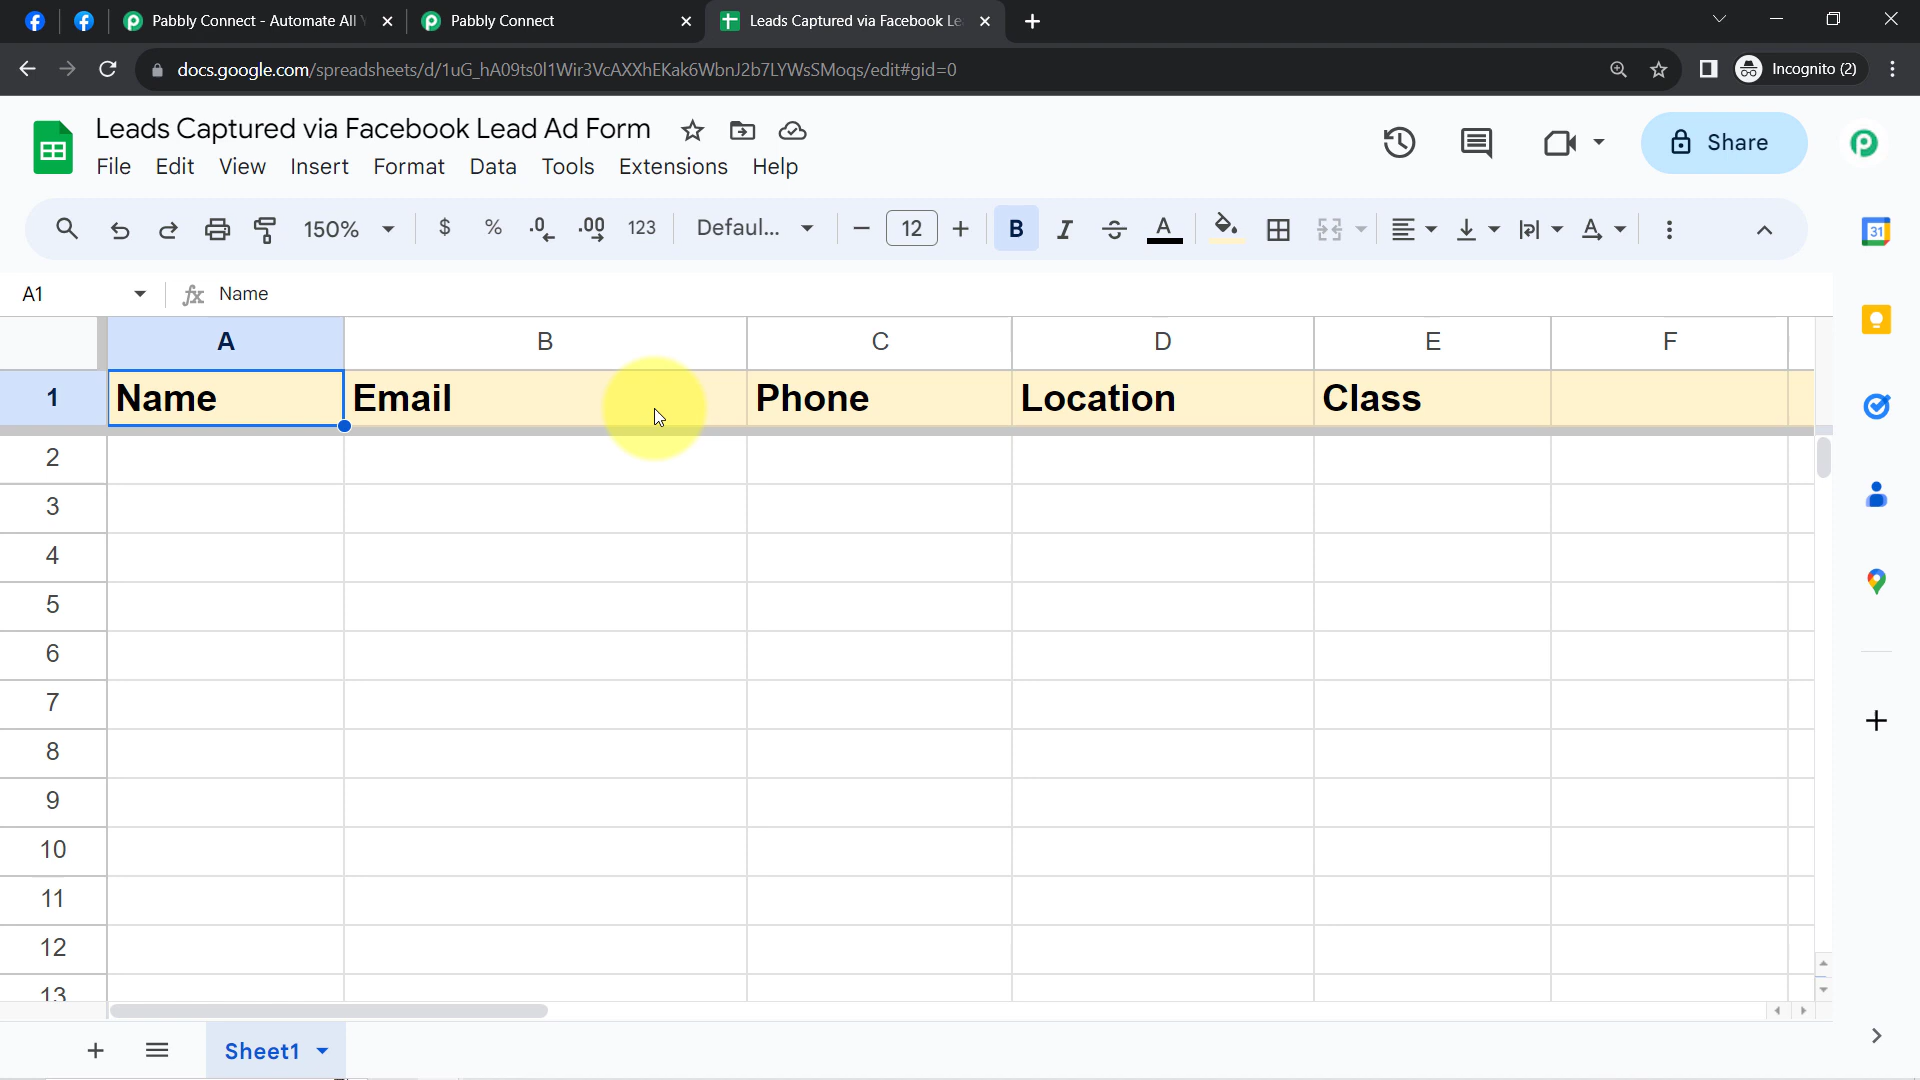 Pabbly Connect - Automate All
Pabbly Connect
Leads Captured via Facebook Le
docs.google.com/spreadsheets/d/1uG_hA09ts0l1Wir3VcAXXhEKak6WbnJ2b7LYWsSMoqs/edit#gid=0
Incognito (2)
Leads Captured via Facebook Lead Ad Form
File Edit View Insert Format Data Tools Extensions Help
Share
150% $ % .0 .00 123 Defaul... 12 B I S A
31
A1 fx Name
A B C D E F
1 Name Email Phone Location Class
2
3
4
5
6
7
8
9
10
11
12
13
Sheet1